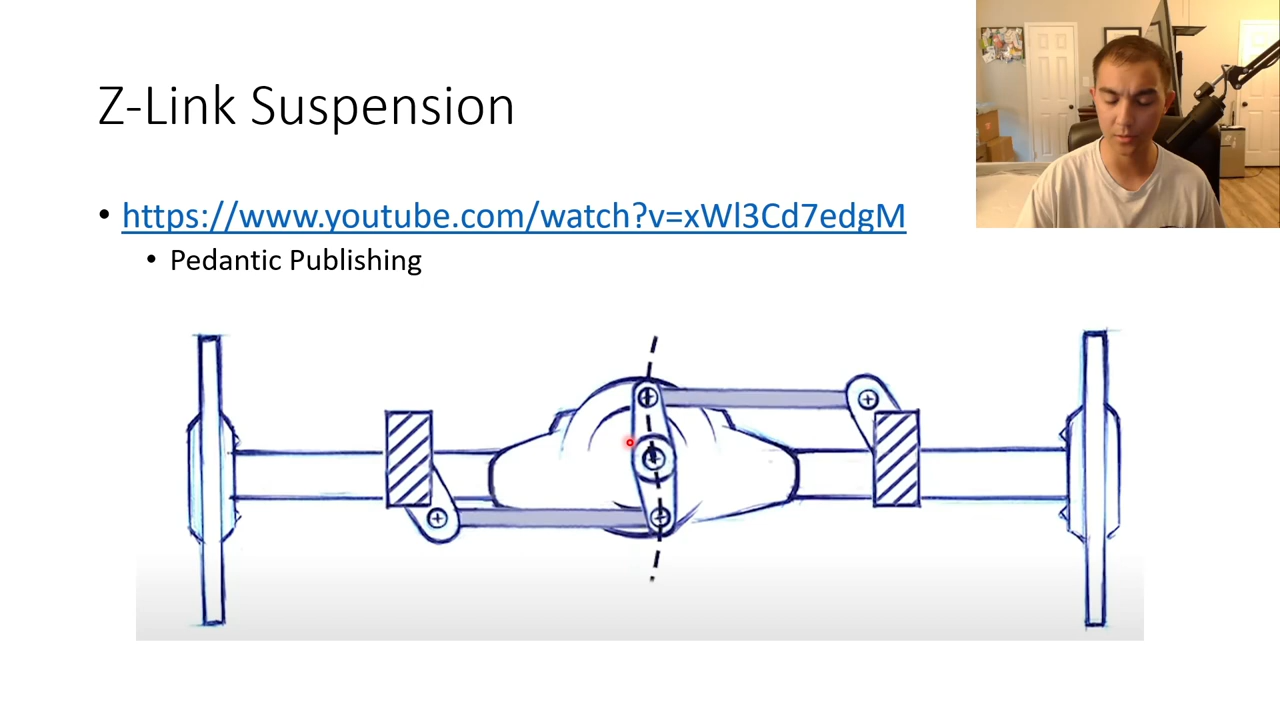 Z-Link Suspension
• https://www.youtube.com/watch?v=xWl3Cd7edgM
• Pedantic Publishing